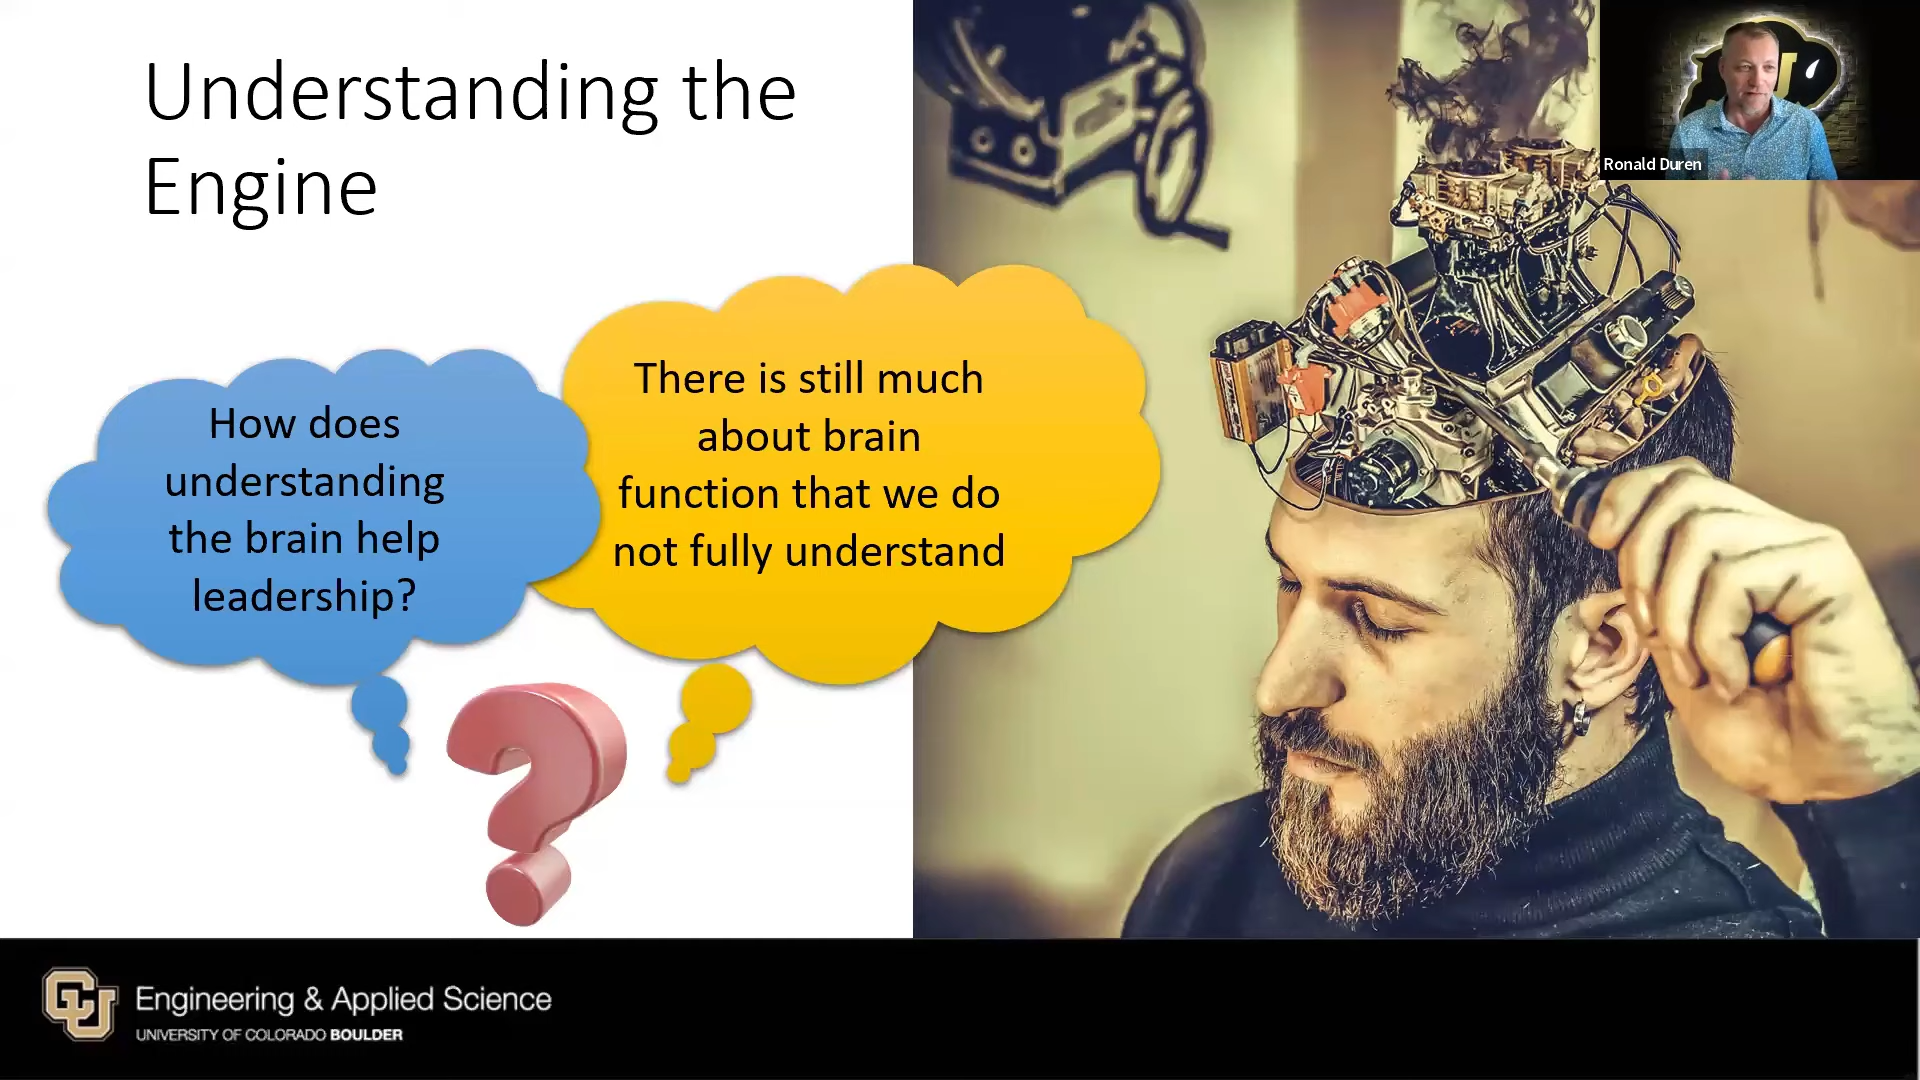 Understanding the
Engine
How does
understanding
the brain help
leadership?
There is still much
about brain
function that we do
not fully understand
Ronald Duren
CU
Engineering & Applied Science
UNIVERSITY OF COLORADO BOULDER